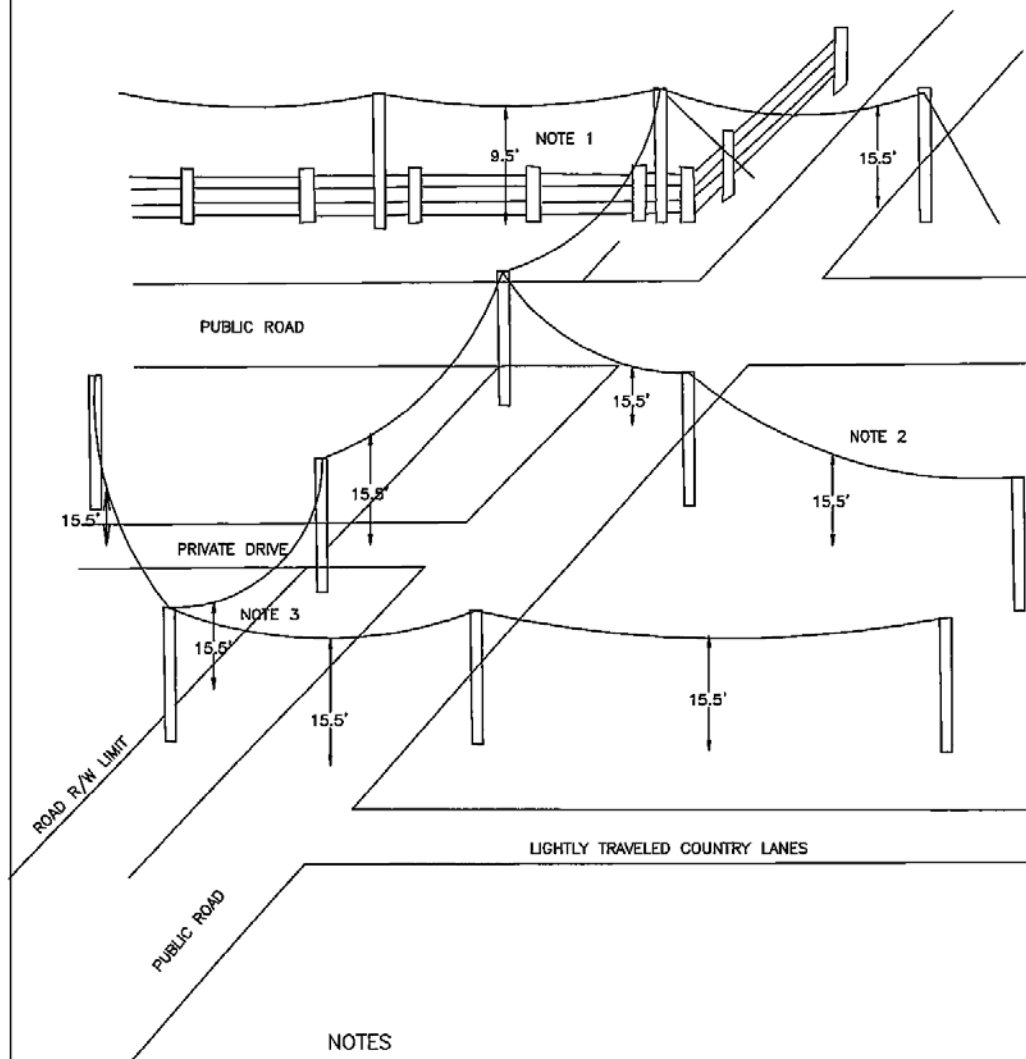 NOTE 1
9.5'
15.5'
PUBLIC ROAD
15.5'
NOTE 2
15.5'
15.5'
15.5'
PRIVATE DRIVE
NOTE 3
15.5'
15.5'
15.5'
ROAD R/W LIMIT
LIGHTLY TRAVELED COUNTRY LANES
PUBLIC ROAD
NOTES